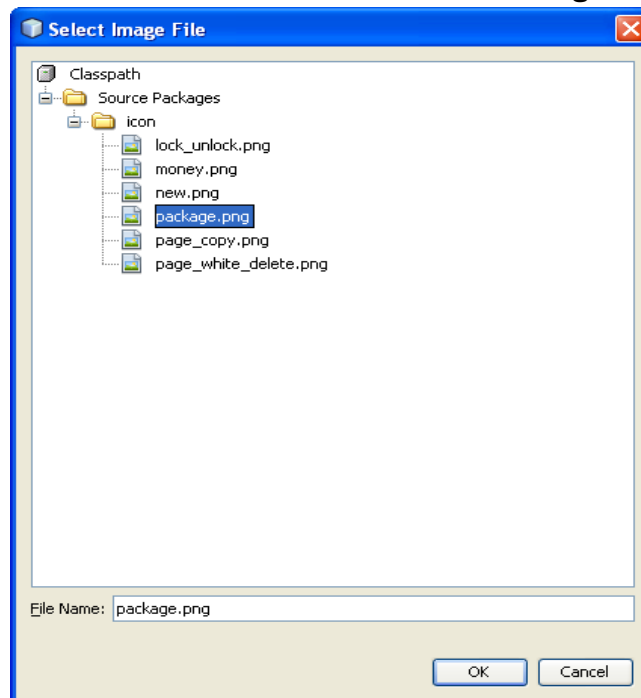 Select Image File
Classpath
Source Packages
icon
lock_unlock.png
money.png
new.png
package.png
page_copy.png
page_white_delete.png
File Name: package.png
OK Cancel